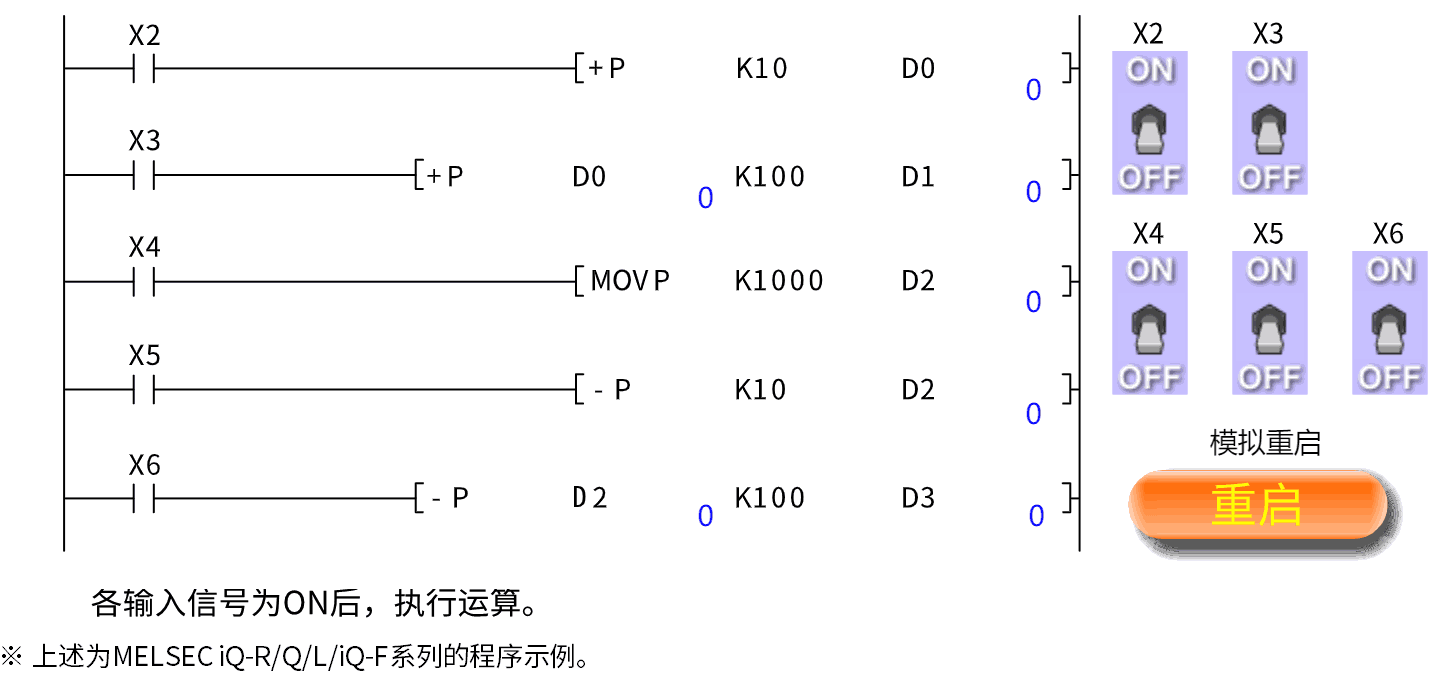 X2
+P K10 D0 0
X3
+P D0 0 K100 D1 0
X4
MOVP K1000 D2 0
X5
-P K10 D2 0
X6
-P D2 0 K100 D3 0
X2 X3
ON ON
OFF OFF
X4 X5 X6
ON ON ON
OFF OFF OFF
模拟重启
重启
各输入信号为ON后，执行运算。
※ 上述为MELSEC iQ-R/Q/L/iQ-F系列的程序示例。